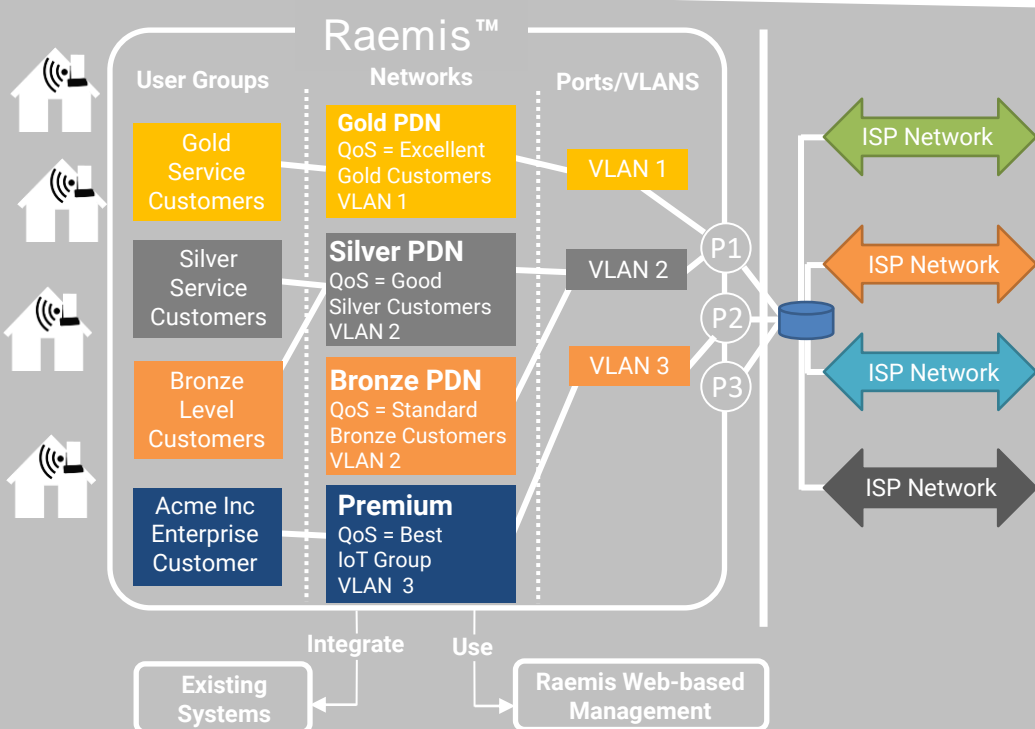 Raemis™
User Groups
Networks
Ports/VLANS
Gold
Service
Customers
Gold PDN
QoS = Excellent
Gold Customers
VLAN 1
VLAN 1
Silver
Service
Customers
Silver PDN
QoS = Good
Silver Customers
VLAN 2
VLAN 2
Bronze
Level
Customers
Bronze PDN
QoS = Standard
Bronze Customers
VLAN 2
VLAN 3
Acme Inc
Enterprise
Customer
Premium
QoS = Best
IoT Group
VLAN 3
P1
P2
P3
ISP Network
ISP Network
ISP Network
ISP Network
Integrate
Use
Existing
Systems
Raemis Web-based
Management